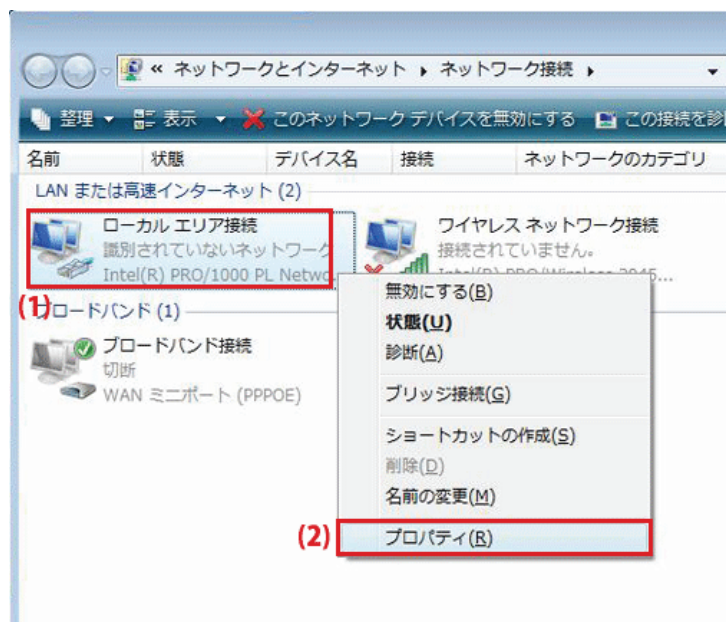 « ネットワークとインターネット ▸ ネットワーク接続 ▸
整理 表示 このネットワーク デバイスを無効にする この接続を診
名前 状態 デバイス名 接続 ネットワークのカテゴリ
LAN または高速インターネット (2)
ローカル エリア接続
識別されていないネットワーク
Intel(R) PRO/1000 PL Netwo...
ワイヤレス ネットワーク接続
接続されていません。
Intel(R) PRO/Wireless 3945...
(1)
ブロードバンド (1)
ブロードバンド接続
切断
WAN ミニポート (PPPOE)
無効にする(B)
状態(U)
診断(A)
ブリッジ接続(G)
ショートカットの作成(S)
削除(D)
名前の変更(M)
(2)
プロパティ(R)